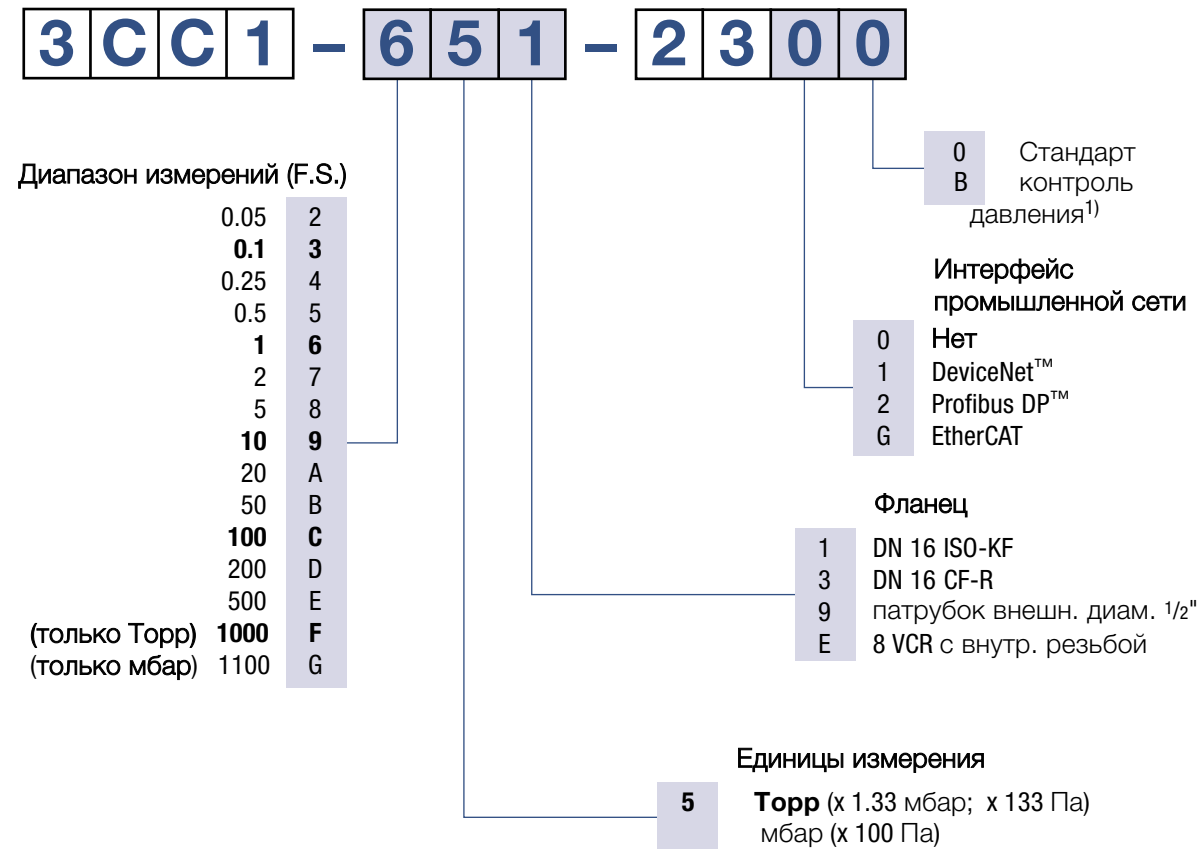 3CC1 – 651 – 2300
0 Стандарт
B контроль
давления1)
Диапазон измерений (F.S.)
0.05 2
0.1 3
0.25 4
0.5 5
1 6
2 7
5 8
10 9
20 A
50 B
100 C
200 D
500 E
(только Торр) 1000 F
(только мбар) 1100 G
Интерфейс
промышленной сети
0 Нет
1 DeviceNet™
2 Profibus DP™
G EtherCAT
Фланец
1 DN 16 ISO-KF
3 DN 16 CF-R
9 патрубок внешн. диам. 1/2"
E 8 VCR с внутр. резьбой
Единицы измерения
5 Торр (x 1.33 мбар; x 133 Па)
мбар (x 100 Па)